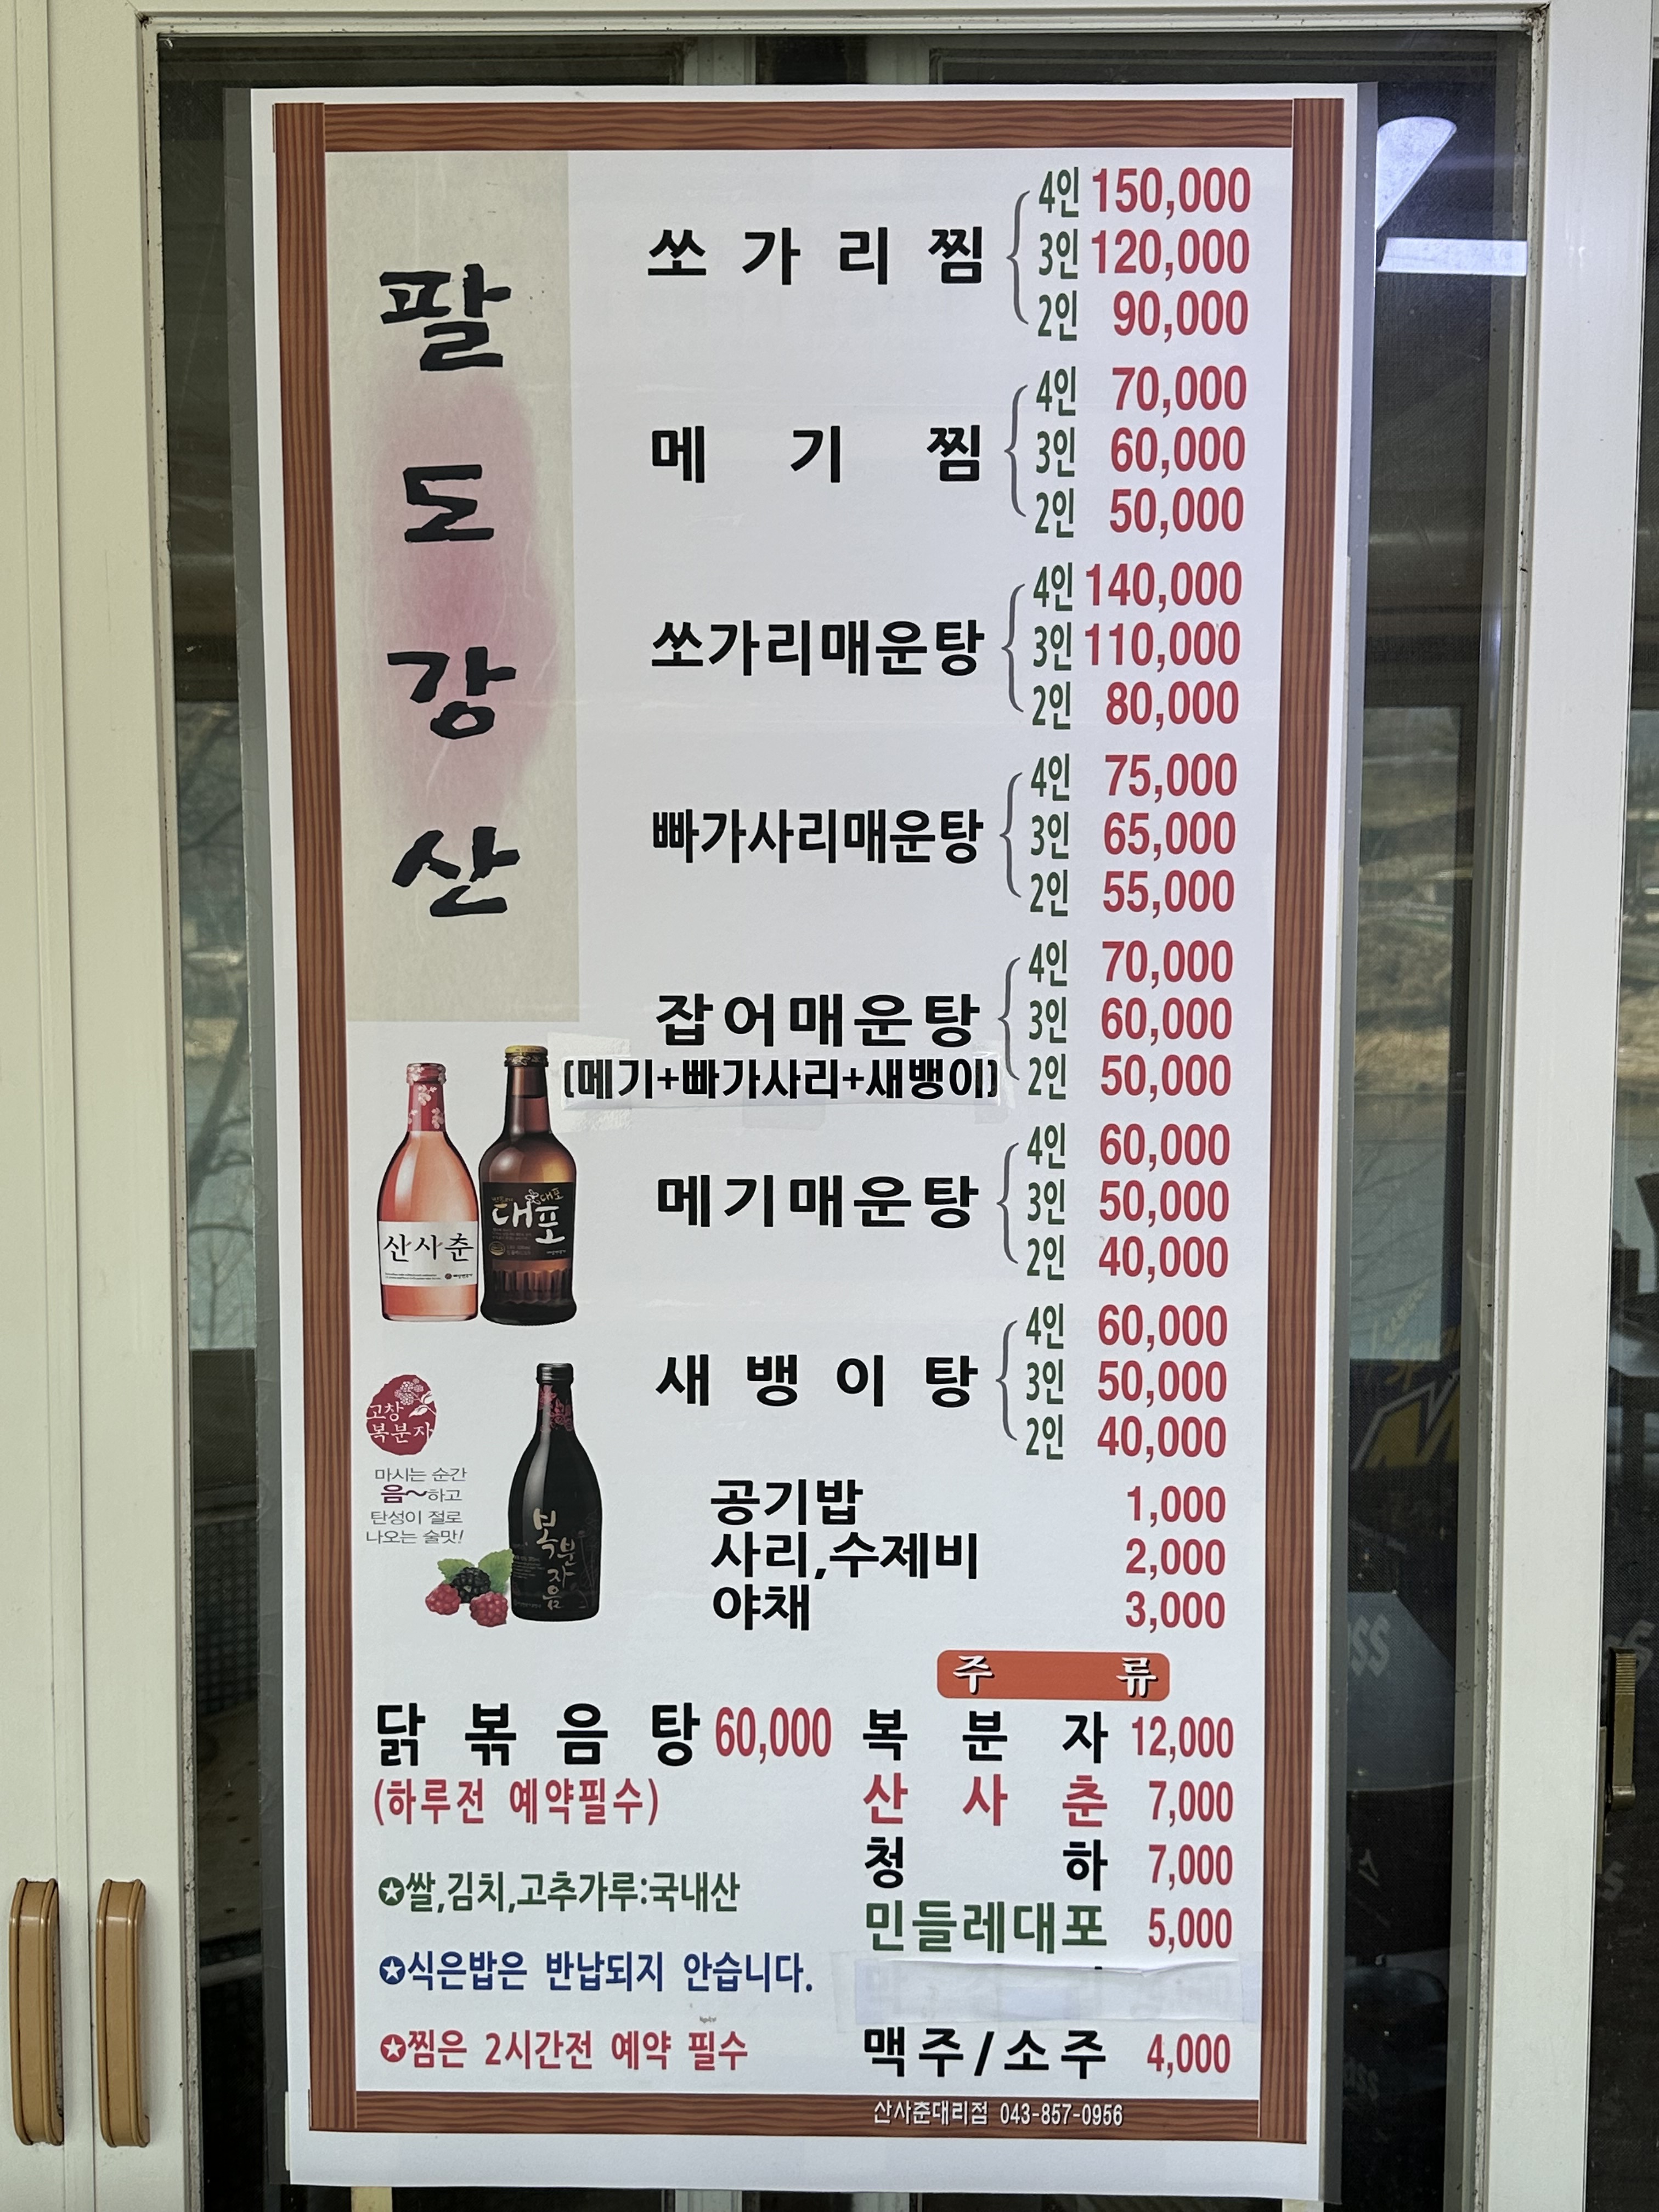 팔도강산
쏘가리찜 4인 150,000
3인 120,000
2인 90,000
메기찜 4인 70,000
3인 60,000
2인 50,000
쏘가리매운탕 4인 140,000
3인 110,000
2인 80,000
빠가사리매운탕 4인 75,000
3인 65,000
2인 55,000
잡어매운탕 4인 70,000
3인 60,000
(메기+빠가사리+새뱅이) 2인 50,000
메기매운탕 4인 60,000
3인 50,000
2인 40,000
새뱅이탕 4인 60,000
3인 50,000
2인 40,000
공기밥 1,000
사리,수제비 2,000
야채 3,000
산사춘
대포
고창
복분자
마시는 순간
음~하고
탄성이 절로
나오는 술맛!
복분자음
닭볶음탕 60,000
(하루전 예약필수)
✪쌀,김치,고추가루:국내산
✪식은밥은 반납되지 안습니다.
✪찜은 2시간전 예약 필수
주류
복분자 12,000
산사춘 7,000
청하 7,000
민들레대포 5,000
맥주/소주 4,000
산사춘대리점 043-857-0956